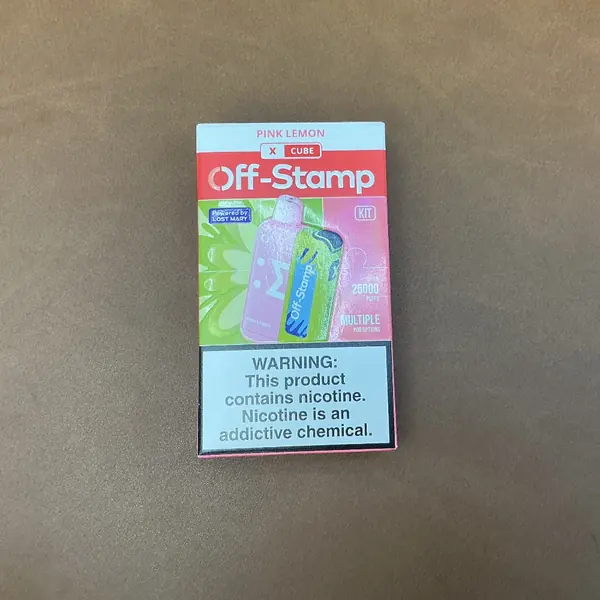 PINK LEMON
X CUBE
Off-Stamp
Powered by
LOST MARY
KIT
25000
PUFFS
MULTIPLE
Off-Stamp
WARNING:
This product
contains nicotine.
Nicotine is an
addictive chemical.